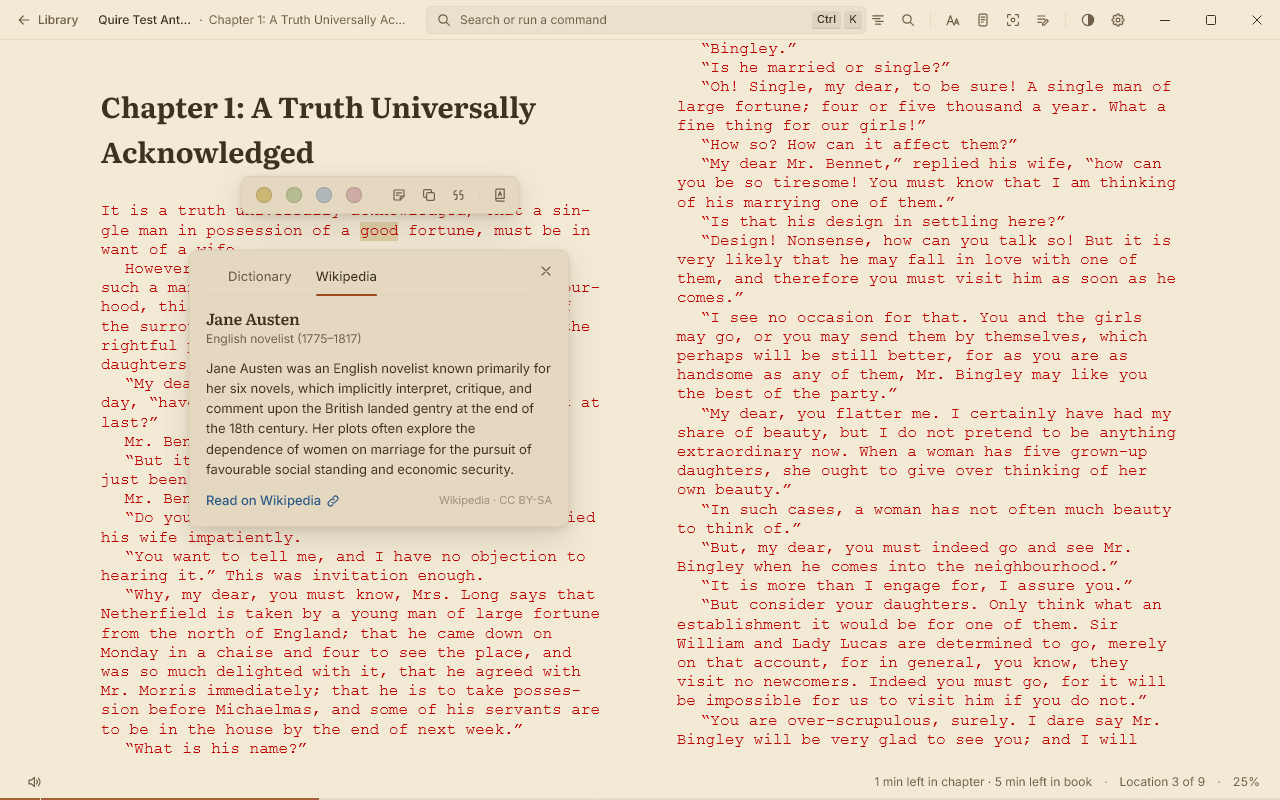 Library
Quire Test Ant... · Chapter 1: A Truth Universally Ac...
Search or run a command
Ctrl K
Chapter 1: A Truth Universally
Acknowledged
It is a truth universally acknowledged, that a sin-
gle man in possession of a good fortune, must be in
want of a wife.
However
such a ma
hood, thi
the surro
rightful
daughters
“My dea
day, “hav
at
last?”
Mr. Ben
“But it
just been
Mr. Ben
“Do you
ied
his wife impatiently.
“You want to tell me, and I have no objection to
hearing it.” This was invitation enough.
“Why, my dear, you must know, Mrs. Long says that
Netherfield is taken by a young man of large fortune
from the north of England; that he came down on
Monday in a chaise and four to see the place, and
was so much delighted with it, that he agreed with
Mr. Morris immediately; that he is to take posses-
sion before Michaelmas, and some of his servants are
to be in the house by the end of next week.”
“What is his name?”
Dictionary
Wikipedia
Jane Austen
English novelist (1775–1817)
Jane Austen was an English novelist known primarily for
her six novels, which implicitly interpret, critique, and
comment upon the British landed gentry at the end of
the 18th century. Her plots often explore the
dependence of women on marriage for the pursuit of
favourable social standing and economic security.
Read on Wikipedia
Wikipedia · CC BY-SA
“Bingley.”
“Is he married or single?”
“Oh! Single, my dear, to be sure! A single man of
large fortune; four or five thousand a year. What a
fine thing for our girls!”
“How so? How can it affect them?”
“My dear Mr. Bennet,” replied his wife, “how can
you be so tiresome! You must know that I am thinking
of his marrying one of them.”
“Is that his design in settling here?”
“Design! Nonsense, how can you talk so! But it is
very likely that he may fall in love with one of
them, and therefore you must visit him as soon as he
comes.”
“I see no occasion for that. You and the girls
may go, or you may send them by themselves, which
perhaps will be still better, for as you are as
handsome as any of them, Mr. Bingley may like you
the best of the party.”
“My dear, you flatter me. I certainly have had my
share of beauty, but I do not pretend to be anything
extraordinary now. When a woman has five grown-up
daughters, she ought to give over thinking of her
own beauty.”
“In such cases, a woman has not often much beauty
to think of.”
“But, my dear, you must indeed go and see Mr.
Bingley when he comes into the neighbourhood.”
“It is more than I engage for, I assure you.”
“But consider your daughters. Only think what an
establishment it would be for one of them. Sir
William and Lady Lucas are determined to go, merely
on that account, for in general, you know, they
visit no newcomers. Indeed you must go, for it will
be impossible for us to visit him if you do not.”
“You are over-scrupulous, surely. I dare say Mr.
Bingley will be very glad to see you; and I will
1 min left in chapter · 5 min left in book · Location 3 of 9 · 25%